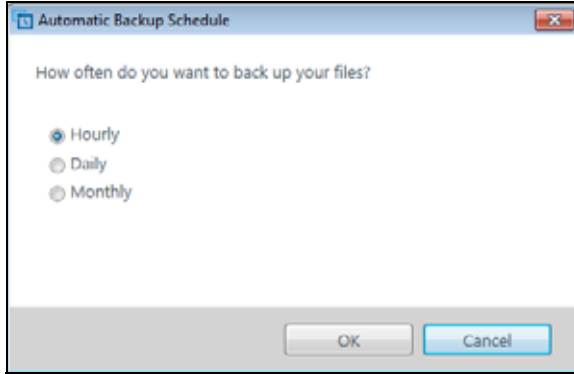 Automatic Backup Schedule
How often do you want to back up your files?
Hourly
Daily
Monthly
OK Cancel